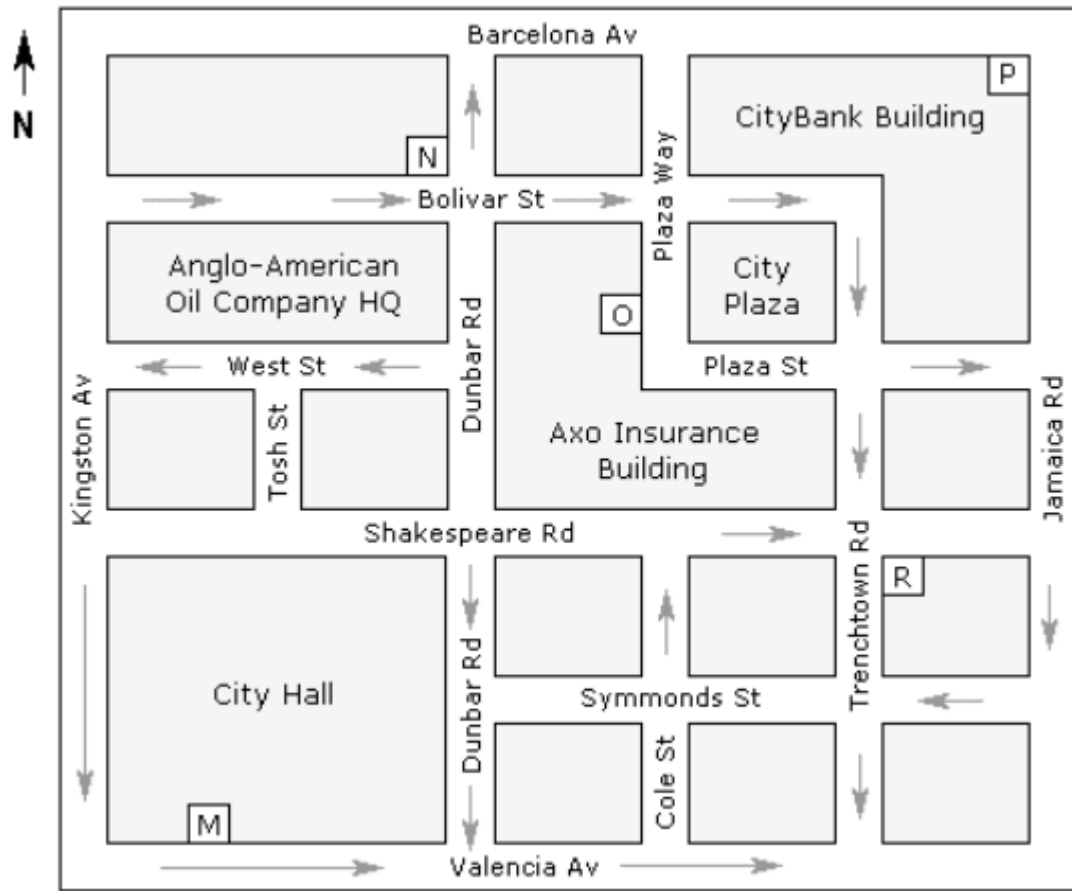 Barcelona Av
N
P
CityBank Building
N
Plaza Way
Bolivar St
Anglo-American
Oil Company HQ
City
Plaza
O
Dunbar Rd
West St
Plaza St
Kingston Av
Tosh St
Axo Insurance
Building
Jamaica Rd
Shakespeare Rd
Trenchtown Rd
R
City Hall
Dunbar Rd
Symmonds St
Cole St
M
Valencia Av